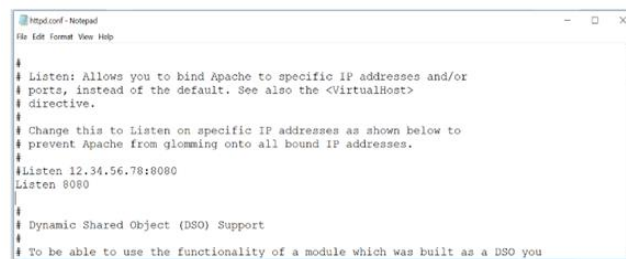 httpd.conf - Notepad
File Edit Format View Help
#
# Listen: Allows you to bind Apache to specific IP addresses and/or
# ports, instead of the default. See also the <VirtualHost>
# directive.
#
# Change this to Listen on specific IP addresses as shown below to
# prevent Apache from glomming onto all bound IP addresses.
#
#Listen 12.34.56.78:8080
Listen 8080
#
# Dynamic Shared Object (DSO) Support
#
# To be able to use the functionality of a module which was built as a DSO you